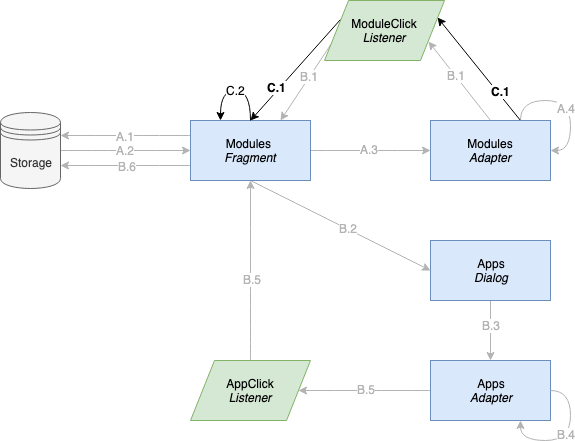 ModuleClick
Listener
B.1
C.1
C.2
B.1
C.1
A.4
Storage
A.1
A.2
B.6
Modules
Fragment
A.3
Modules
Adapter
B.2
Apps
Dialog
B.5
B.3
AppClick
Listener
B.5
Apps
Adapter
B.4